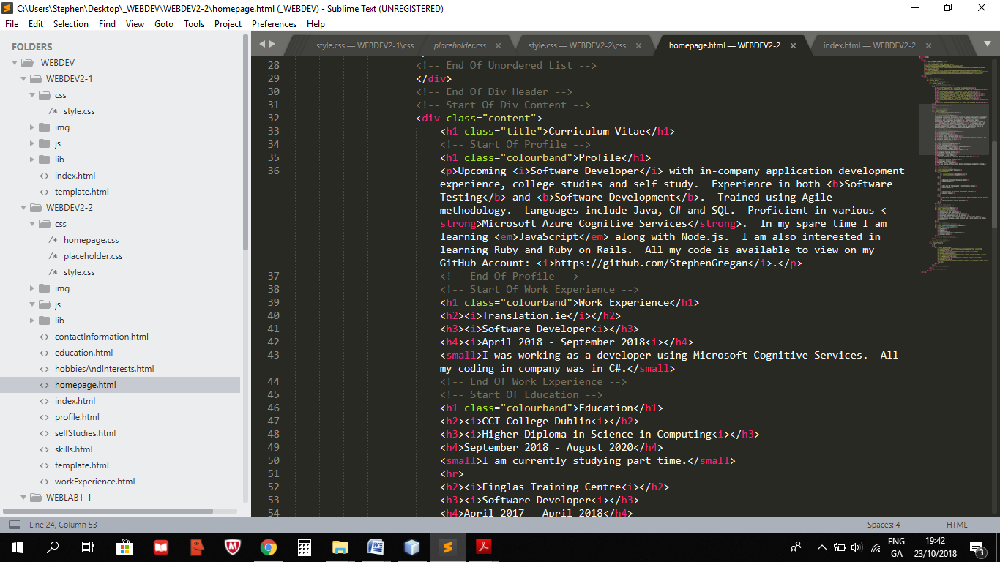 C:\Users\Stephen\Desktop\_WEBDEV\WEBDEV2-2\homepage.html (_WEBDEV) - Sublime Text (UNREGISTERED)
File Edit Selection Find View Goto Tools Project Preferences Help
FOLDERS
_WEBDEV
WEBDEV2-1
css
/* style.css
img
js
lib
<> index.html
<> template.html
WEBDEV2-2
css
/* homepage.css
/* placeholder.css
/* style.css
img
js
lib
<> contactInformation.html
<> education.html
<> hobbiesAndInterests.html
<> homepage.html
<> index.html
<> profile.html
<> selfStudies.html
<> skills.html
<> template.html
<> workExperience.html
WEBLAB1-1
style.css — WEBDEV2-1\css placeholder.css style.css — WEBDEV2-2\css homepage.html — WEBDEV2-2 index.html — WEBDEV2-2
28 <!-- End Of Unordered List -->
29 </div>
30 <!-- End Of Div Header -->
31 <!-- Start Of Div Content -->
32 <div class="content">
33 <h1 class="title">Curriculum Vitae</h1>
34 <!-- Start Of Profile -->
35 <h1 class="colourband">Profile</h1>
36 <p>Upcoming <i>Software Developer</i> with in-company application development
experience, college studies and self study.  Experience in both <b>Software
Testing</b> and <b>Software Development</b>.  Trained using Agile
methodology.  Languages include Java, C# and SQL.  Proficient in various <
strong>Microsoft Azure Cognitive Services</strong>.  In my spare time I am
learning <em>JavaScript</em> along with Node.js.  I am also interested in
learning Ruby and Ruby on Rails.  All my code is available to view on my
GitHub Account: <i>https://github.com/StephenGregan</i>.</p>
37 <!-- End Of Profile -->
38 <!-- Start Of Work Experience -->
39 <h1 class="colourband">Work Experience</h1>
40 <h2><i>Translation.ie</i></h2>
41 <h3><i>Software Developer<i></h3>
42 <h4><i>April 2018 - September 2018<i></h4>
43 <small>I was working as a developer using Microsoft Cognitive Services.  All
my coding in company was in C#.</small>
44 <!-- End Of Work Experience -->
45 <!-- Start Of Education -->
46 <h1 class="colourband">Education</h1>
47 <h2><i>CCT College Dublin<i></h2>
48 <h3><i>Higher Diploma in Science in Computing<i></h3>
49 <h4>September 2018 - August 2020</h4>
50 <small>I am currently studying part time.</small>
51 <hr>
52 <h2><i>Finglas Training Centre<i></h2>
53 <h3><i>Software Developer<i></h3>
54 <h4>April 2017 - April 2018</h4>
Line 24, Column 53 Spaces: 4 HTML
ENG 19:42
GA 23/10/2018 3